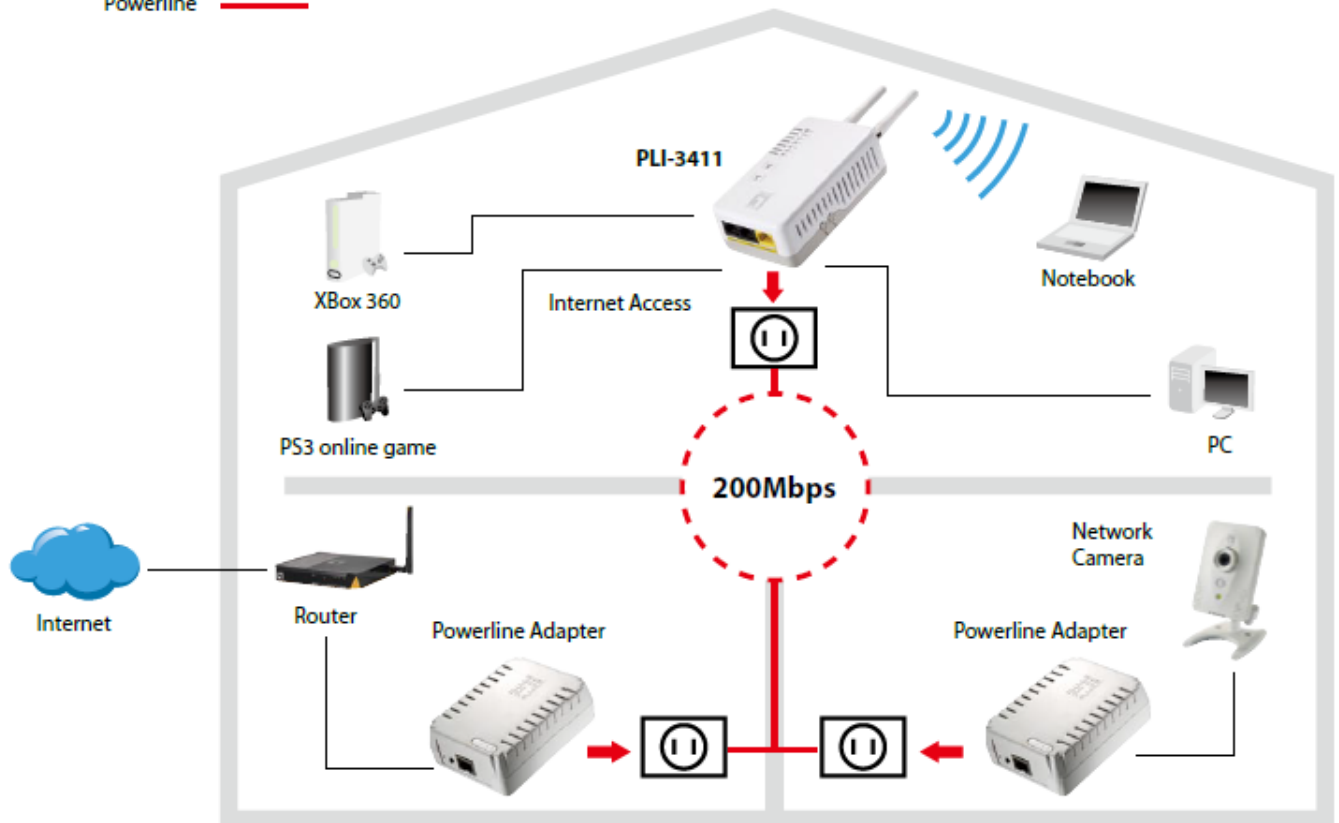 Powerline
PLI-3411
XBox 360
Internet Access
Notebook
PS3 online game
PC
200Mbps
Network
Camera
Internet
Router
Powerline Adapter
Powerline Adapter